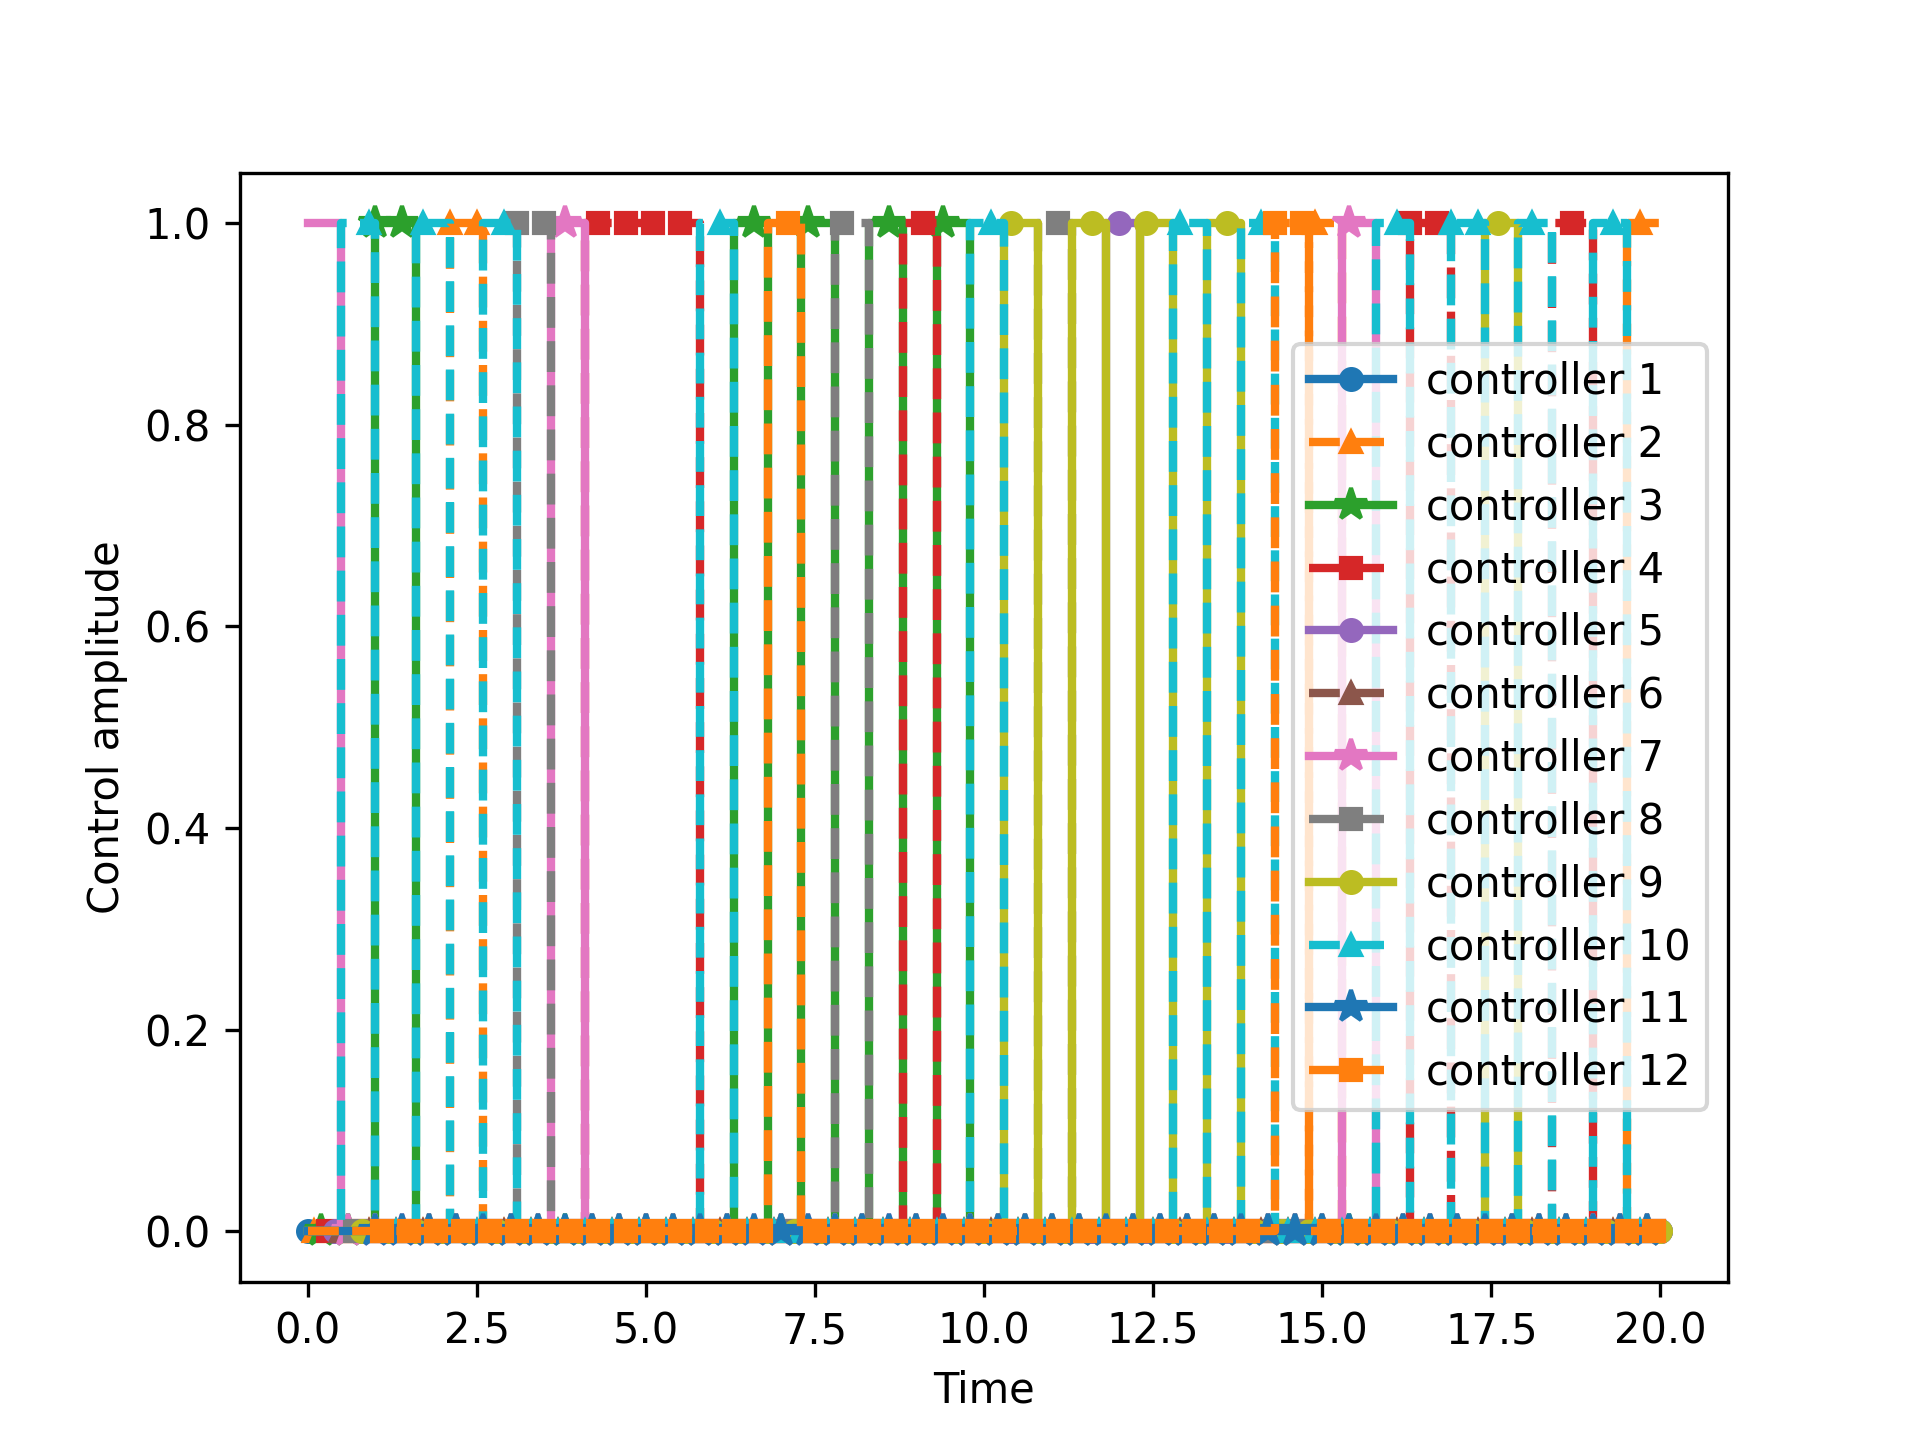 1.0
0.8
0.6
0.4
0.2
0.0
Control amplitude
controller 1
controller 2
controller 3
controller 4
controller 5
controller 6
controller 7
controller 8
controller 9
controller 10
controller 11
controller 12
0.0 2.5 5.0 7.5 10.0 12.5 15.0 17.5 20.0
Time